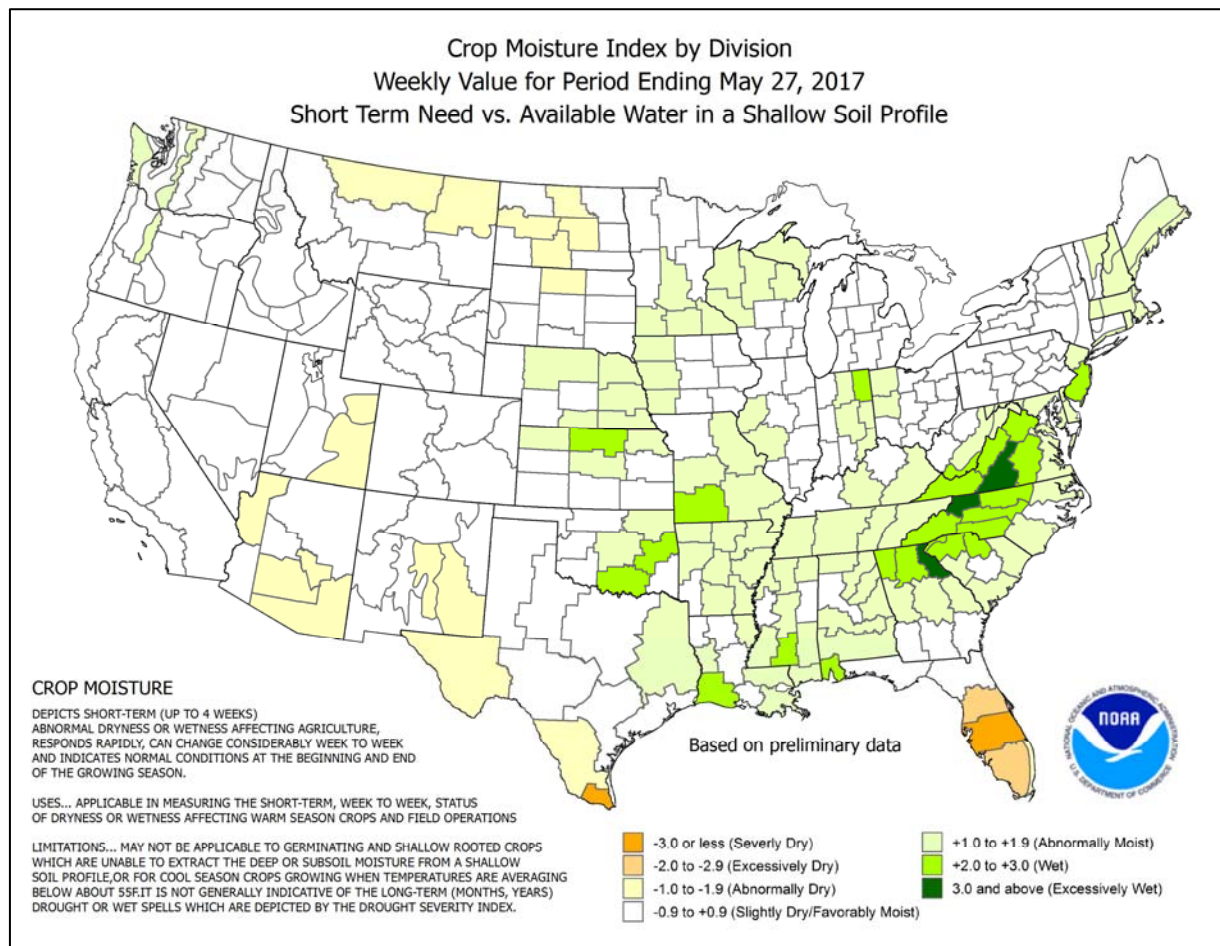 Crop Moisture Index by Division
Weekly Value for Period Ending May 27, 2017
Short Term Need vs. Available Water in a Shallow Soil Profile
CROP MOISTURE
DEPICTS SHORT-TERM (UP TO 4 WEEKS)
ABNORMAL DRYNESS OR WETNESS AFFECTING AGRICULTURE,
RESPONDS RAPIDLY, CAN CHANGE CONSIDERABLY WEEK TO WEEK
AND INDICATES NORMAL CONDITIONS AT THE BEGINNING AND END
OF THE GROWING SEASON.
USES... APPLICABLE IN MEASURING THE SHORT-TERM, WEEK TO WEEK, STATUS
OF DRYNESS OR WETNESS AFFECTING WARM SEASON CROPS AND FIELD OPERATIONS
LIMITATIONS... MAY NOT BE APPLICABLE TO GERMINATING AND SHALLOW ROOTED CROPS
WHICH ARE UNABLE TO EXTRACT THE DEEP OR SUBSOIL MOISTURE FROM A SHALLOW
SOIL PROFILE,OR FOR COOL SEASON CROPS GROWING WHEN TEMPERATURES ARE AVERAGING
BELOW ABOUT 55F.IT IS NOT GENERALLY INDICATIVE OF THE LONG-TERM (MONTHS, YEARS)
DROUGHT OR WET SPELLS WHICH ARE DEPICTED BY THE DROUGHT SEVERITY INDEX.
Based on preliminary data
NATIONAL OCEANIC AND ATMOSPHERIC ADMINISTRATION
NOAA
U.S. DEPARTMENT OF COMMERCE
-3.0 or less (Severly Dry)
-2.0 to -2.9 (Excessively Dry)
-1.0 to -1.9 (Abnormally Dry)
-0.9 to +0.9 (Slightly Dry/Favorably Moist)
+1.0 to +1.9 (Abnormally Moist)
+2.0 to +3.0 (Wet)
3.0 and above (Excessively Wet)